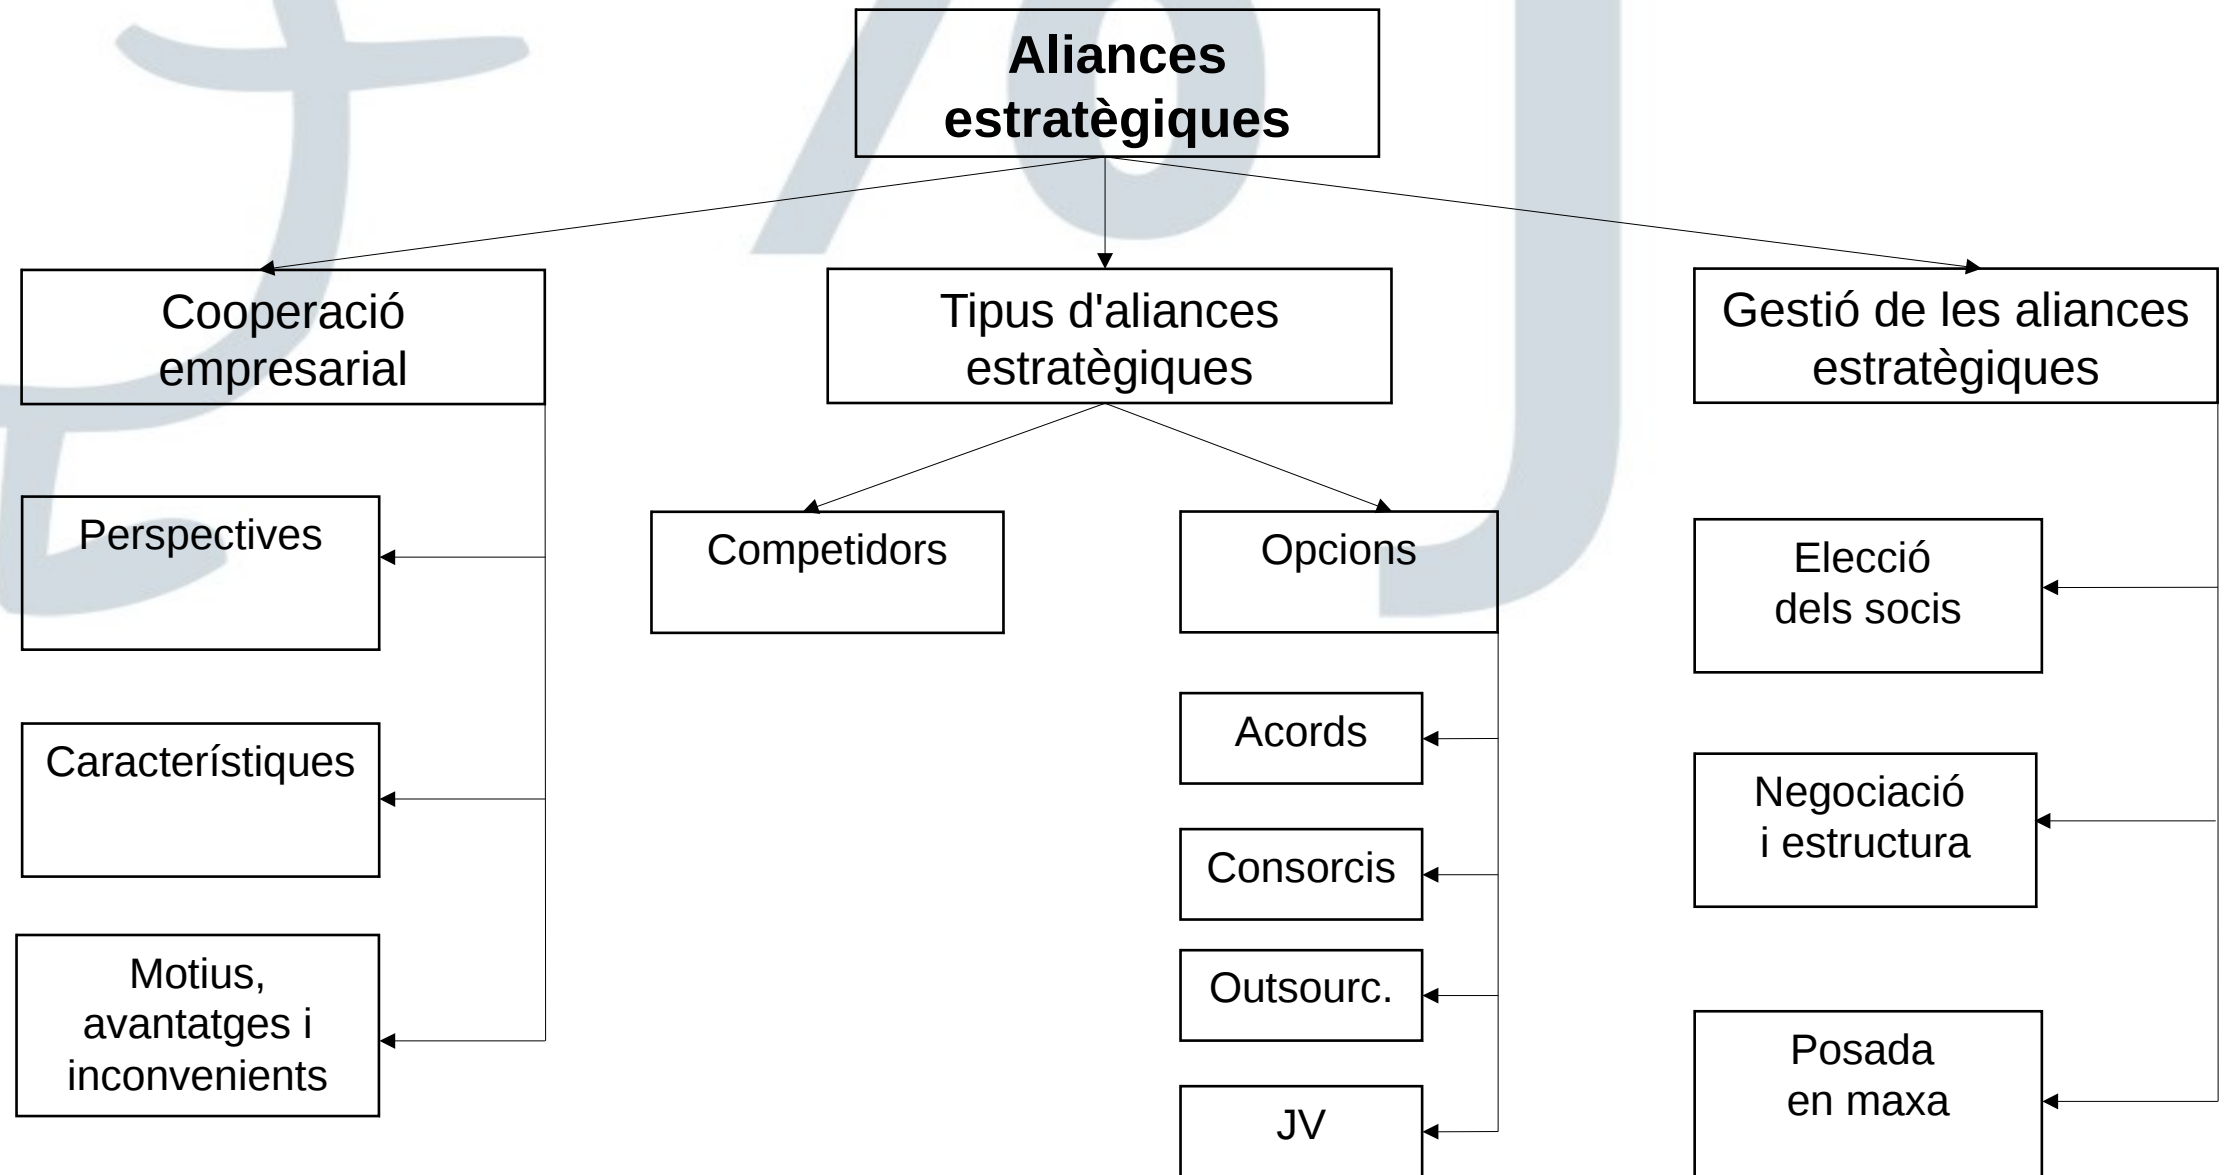 Aliances
estratègiques
Cooperació
empresarial
Tipus d'aliances
estratègiques
Gestió de les aliances
estratègiques
Perspectives
Característiques
Motius,
avantatges i
inconvenients
Competidors
Opcions
Acords
Consorcis
Outsourc.
JV
Elecció
dels socis
Negociació
i estructura
Posada
en maxa